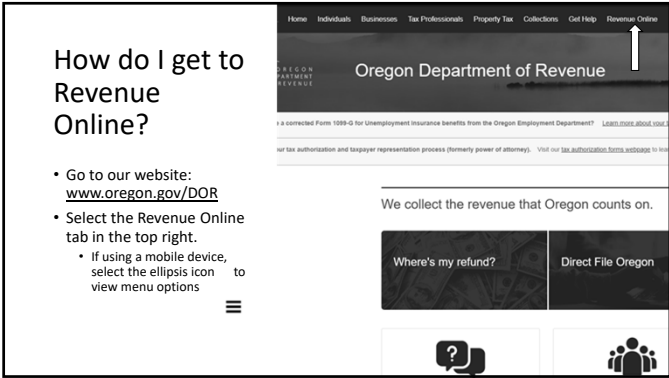 How do I get to
Revenue
Online?
• Go to our website:
www.oregon.gov/DOR
• Select the Revenue Online
tab in the top right.
• If using a mobile device,
select the ellipsis icon to
view menu options
Home Individuals Businesses Tax Professionals Property Tax Collections Get Help Revenue Online
OREGON
DEPARTMENT
REVENUE
Oregon Department of Revenue
a corrected Form 1099-G for Unemployment Insurance benefits from the Oregon Employment Department? Learn more about your
our tax authorization and taxpayer representation process (formerly power of attorney). Visit our tax authorization forms webpage to
We collect the revenue that Oregon counts on.
Where's my refund? Direct File Oregon
?